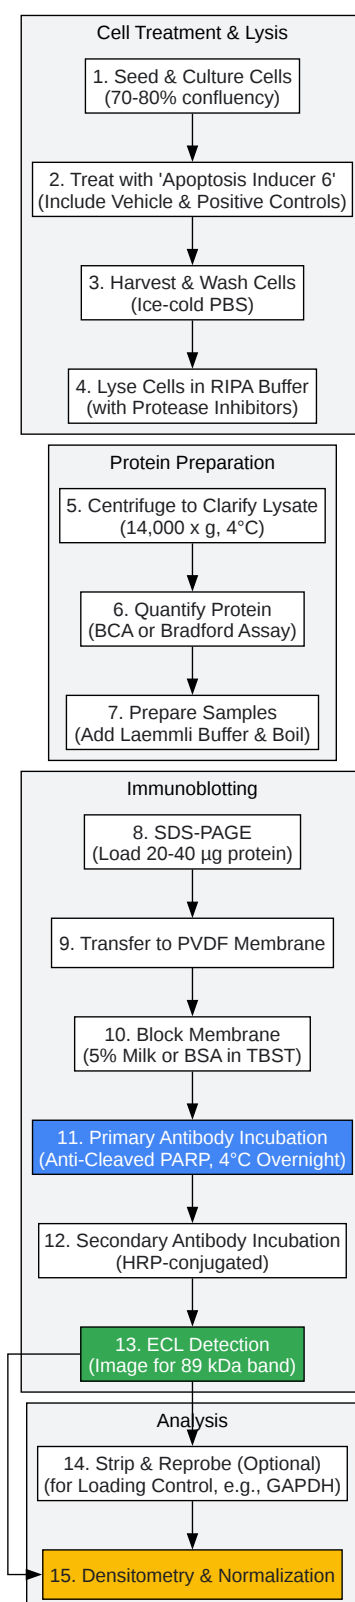 Cell Treatment & Lysis
1. Seed & Culture Cells
(70-80% confluency)
2. Treat with 'Apoptosis Inducer 6'
(Include Vehicle & Positive Controls)
3. Harvest & Wash Cells
(Ice-cold PBS)
4. Lyse Cells in RIPA Buffer
(with Protease Inhibitors)
Protein Preparation
5. Centrifuge to Clarify Lysate
(14,000 x g, 4°C)
6. Quantify Protein
(BCA or Bradford Assay)
7. Prepare Samples
(Add Laemmli Buffer & Boil)
Immunoblotting
8. SDS-PAGE
(Load 20-40 µg protein)
9. Transfer to PVDF Membrane
10. Block Membrane
(5% Milk or BSA in TBST)
11. Primary Antibody Incubation
(Anti-Cleaved PARP, 4°C Overnight)
12. Secondary Antibody Incubation
(HRP-conjugated)
13. ECL Detection
(Image for 89 kDa band)
Analysis
14. Strip & Reprobe (Optional)
(for Loading Control, e.g., GAPDH)
15. Densitometry & Normalization